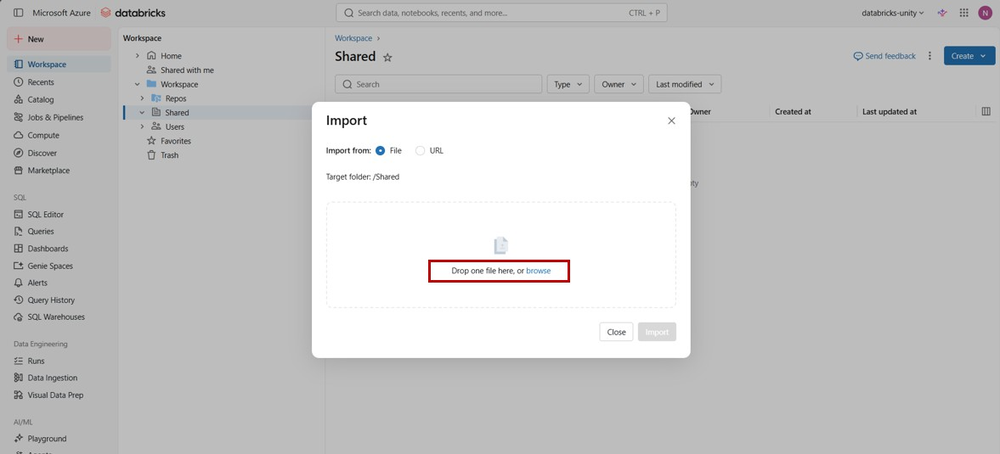 Microsoft Azure databricks Search data, notebooks, recents, and more... CTRL + P databricks-unity N
New
Workspace
Recents
Catalog
Jobs & Pipelines
Compute
Discover
Marketplace
SQL
SQL Editor
Queries
Dashboards
Genie Spaces
Alerts
Query History
SQL Warehouses
Data Engineering
Runs
Data Ingestion
Visual Data Prep
AI/ML
Playground
Workspace
Home
Shared with me
Workspace
Repos
Shared
Users
Favorites
Trash
Workspace
Shared Send feedback Create
Search Type Owner Last modified
Owner Created at Last updated at
Import
Import from: File URL
Target folder: /Shared
Drop one file here, or browse
Close Import